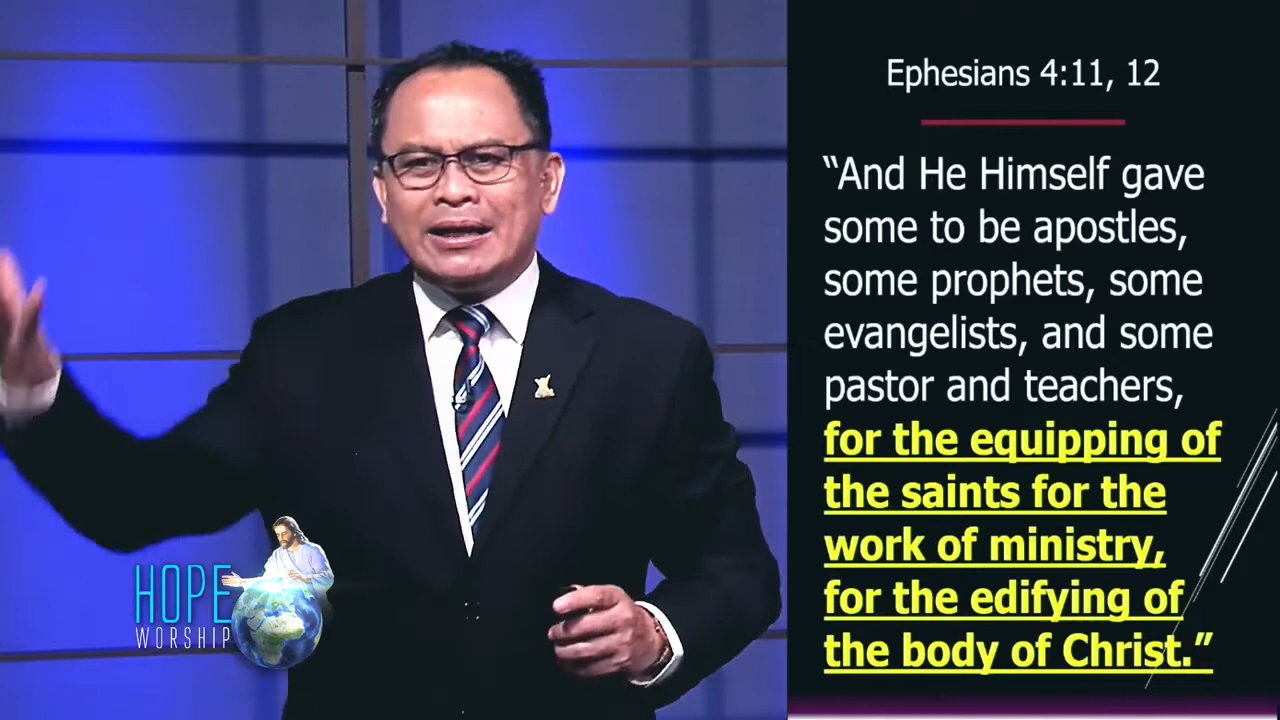 Ephesians 4:11, 12
“And He Himself gave
some to be apostles,
some prophets, some
evangelists, and some
pastor and teachers,
for the equipping of
the saints for the
work of ministry,
for the edifying of
the body of Christ.”
HOPE
WORSHIP